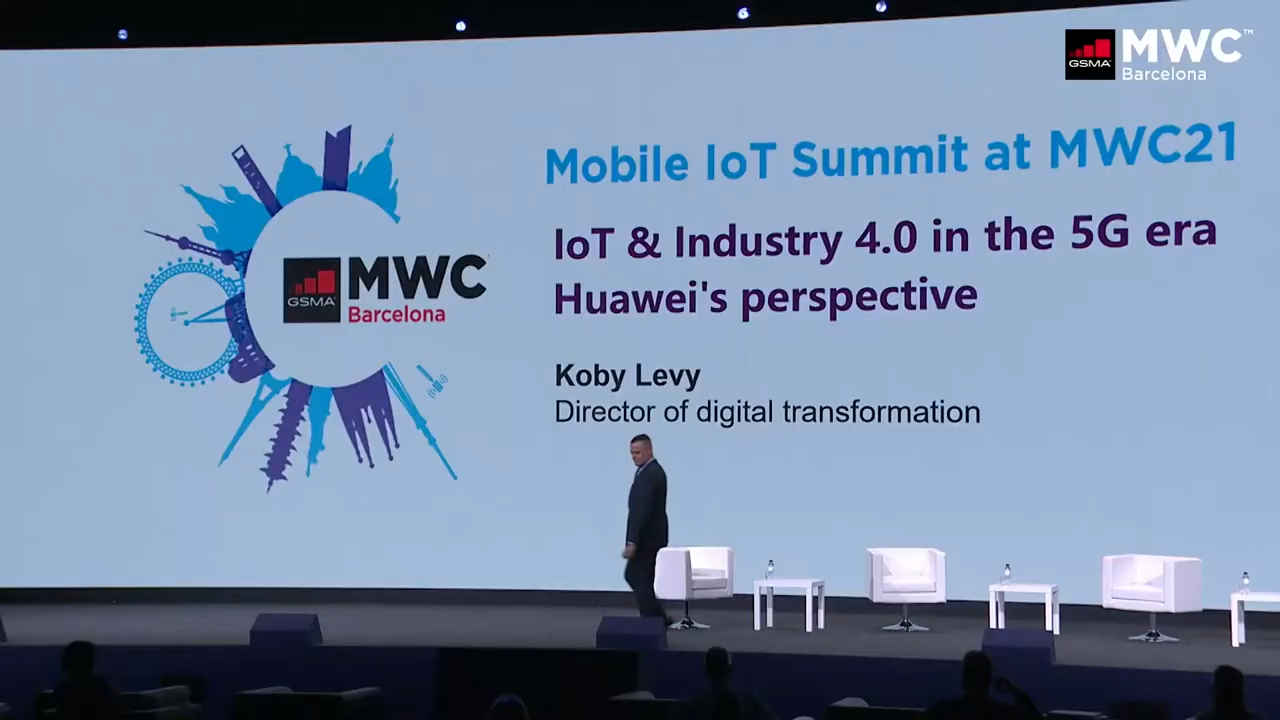 GSMA
MWC™
Barcelona
Mobile IoT Summit at MWC21
IoT & Industry 4.0 in the 5G era
Huawei's perspective
GSMA
MWC
Barcelona
Koby Levy
Director of digital transformation